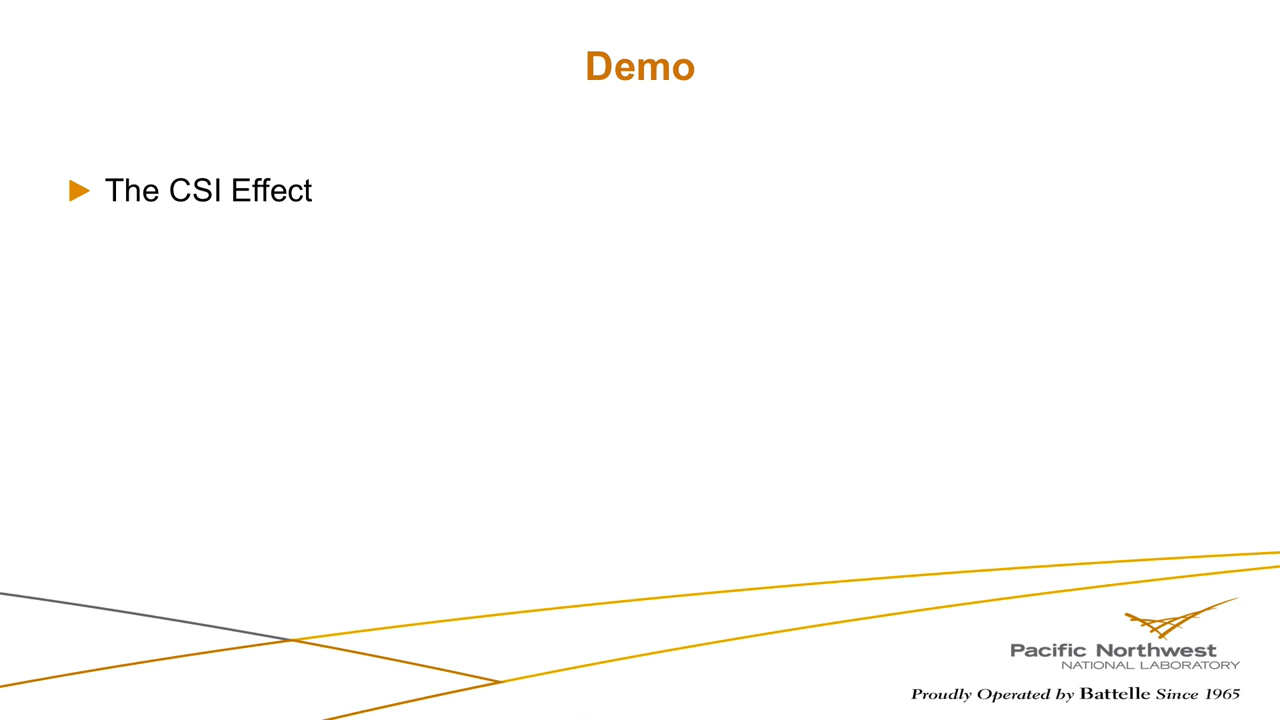 Demo
The CSI Effect
Pacific Northwest
NATIONAL LABORATORY
Proudly Operated by Battelle Since 1965